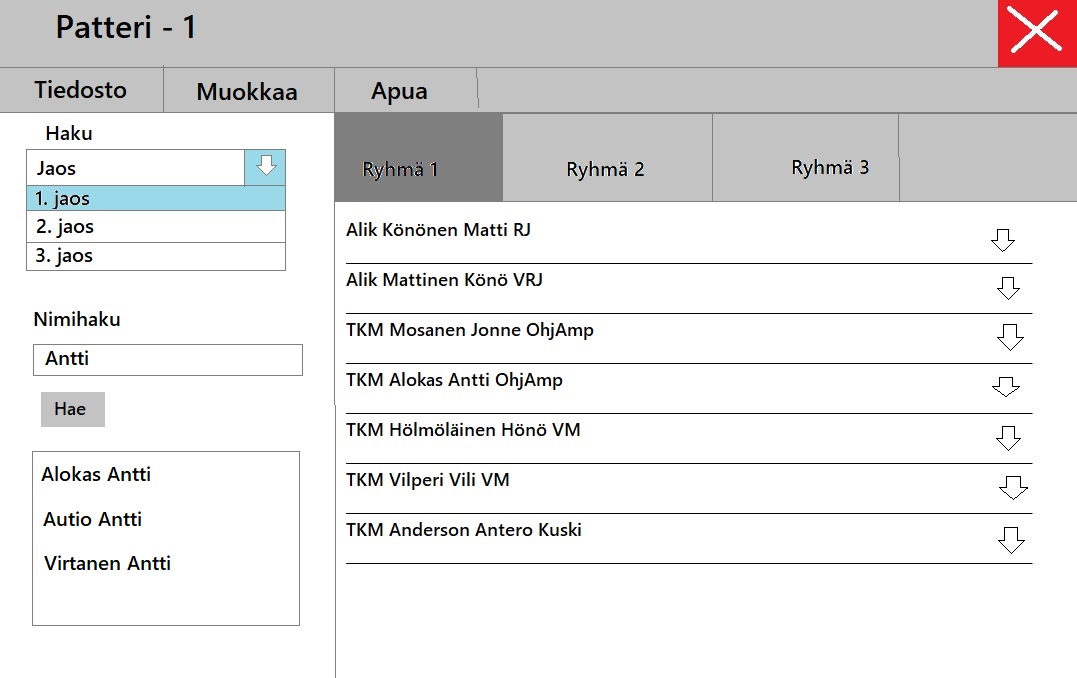 Patteri - 1
Tiedosto
Muokkaa
Apua
Haku
Jaos
1. jaos
2. jaos
3. jaos
Nimihaku
Antti
Hae
Alokas Antti
Autio Antti
Virtanen Antti
Ryhmä 1
Ryhmä 2
Ryhmä 3
Alik Könönen Matti RJ
Alik Mattinen Könö VRJ
TKM Mosanen Jonne OhjAmp
TKM Alokas Antti OhjAmp
TKM Hölmöläinen Hönö VM
TKM Vilperi Vili VM
TKM Anderson Antero Kuski